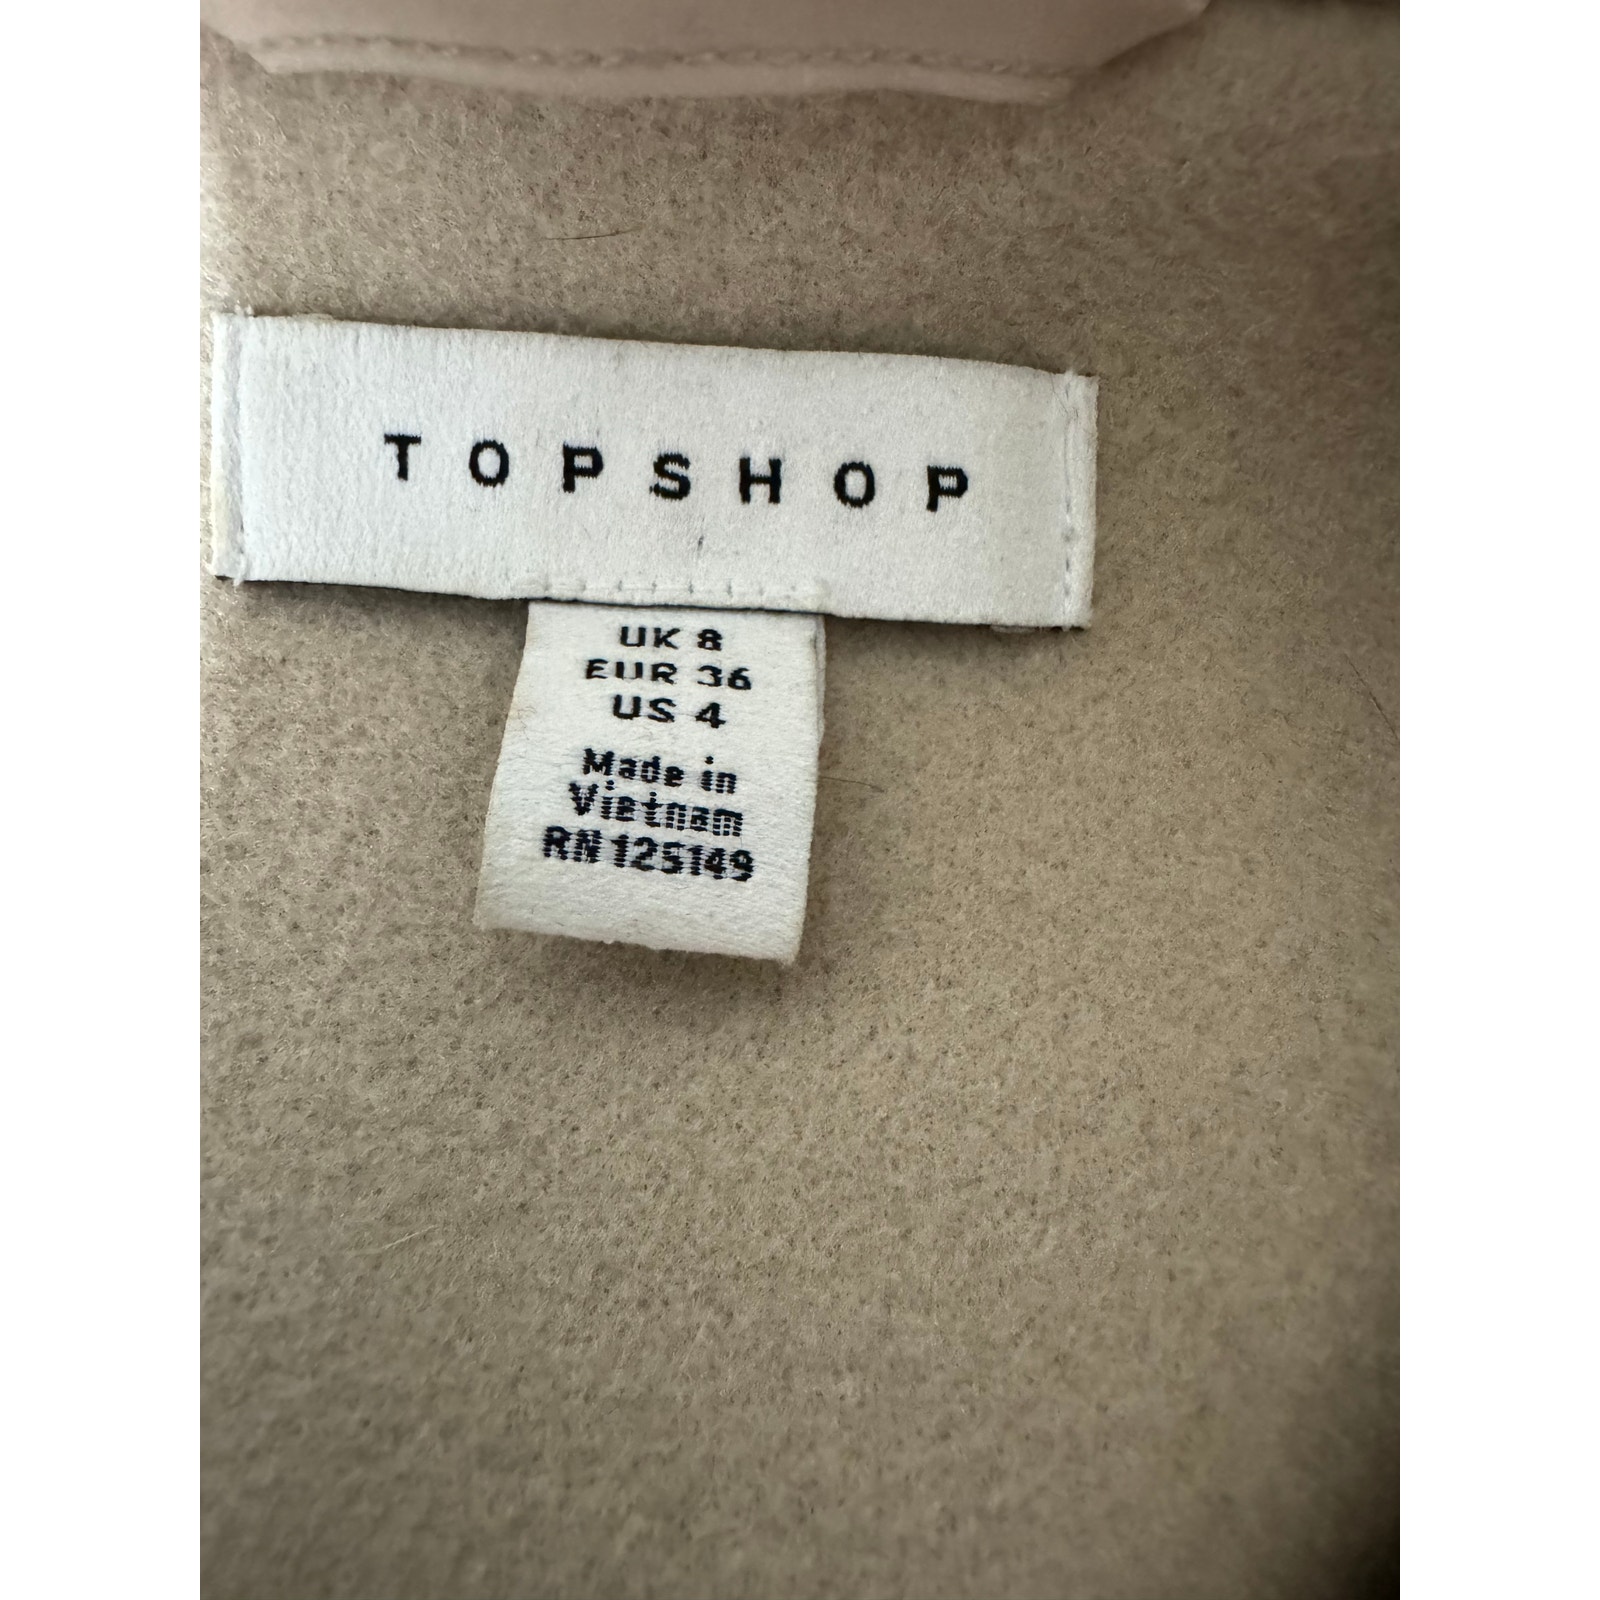 TOPSHOP
UK 8
EUR 36
US 4
Made in
Vietnam
RN 125149